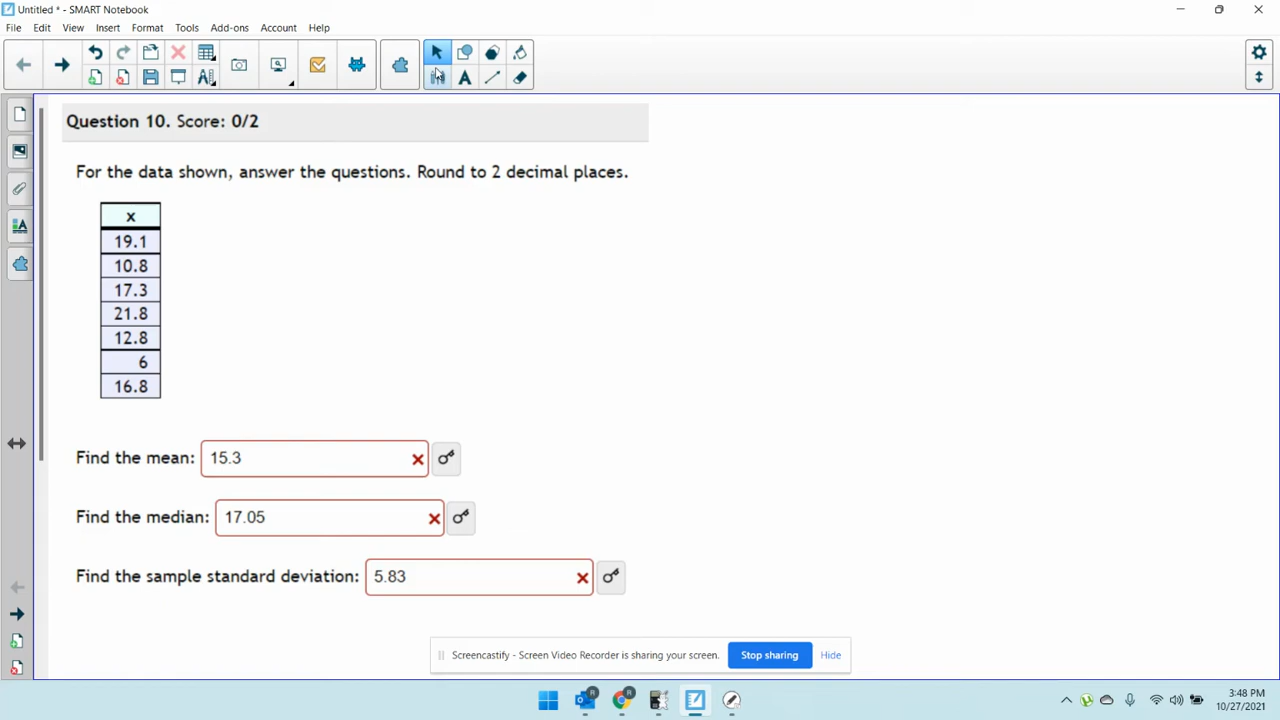 Untitled * - SMART Notebook
File Edit View Insert Format Tools Add-ons Account Help
Question 10. Score: 0/2
For the data shown, answer the questions. Round to 2 decimal places.
x
19.1
10.8
17.3
21.8
12.8
6
16.8
Find the mean: 15.3
Find the median: 17.05
Find the sample standard deviation: 5.83
Screencastify - Screen Video Recorder is sharing your screen. Stop sharing Hide
3:48 PM
10/27/2021